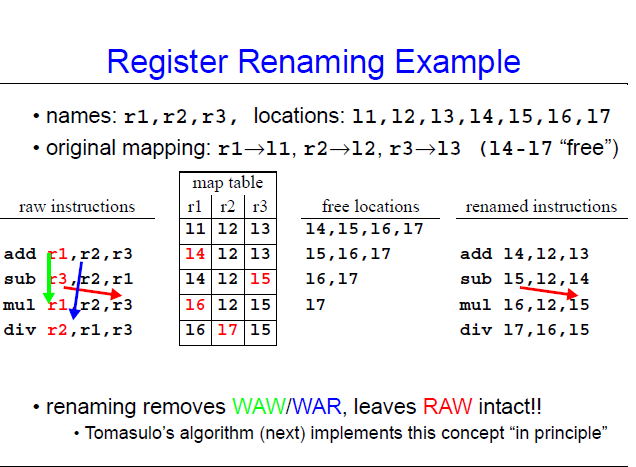 Register Renaming Example
• names: r1,r2,r3, locations: l1,l2,l3,l4,l5,l6,l7
• original mapping: r1→l1, r2→l2, r3→l3 (l4-l7 “free”)
map table
raw instructions r1 r2 r3 free locations renamed instructions
l1 l2 l3 l4,l5,l6,l7
add r1,r2,r3 l4 l2 l3 l5,l6,l7 add l4,l2,l3
sub r3,r2,r1 l4 l2 l5 l6,l7 sub l5,l2,l4
mul r1,r2,r3 l6 l2 l5 l7 mul l6,l2,l5
div r2,r1,r3 l6 l7 l5 div l7,l6,l5
• renaming removes WAW/WAR, leaves RAW intact!!
• Tomasulo’s algorithm (next) implements this concept “in principle”